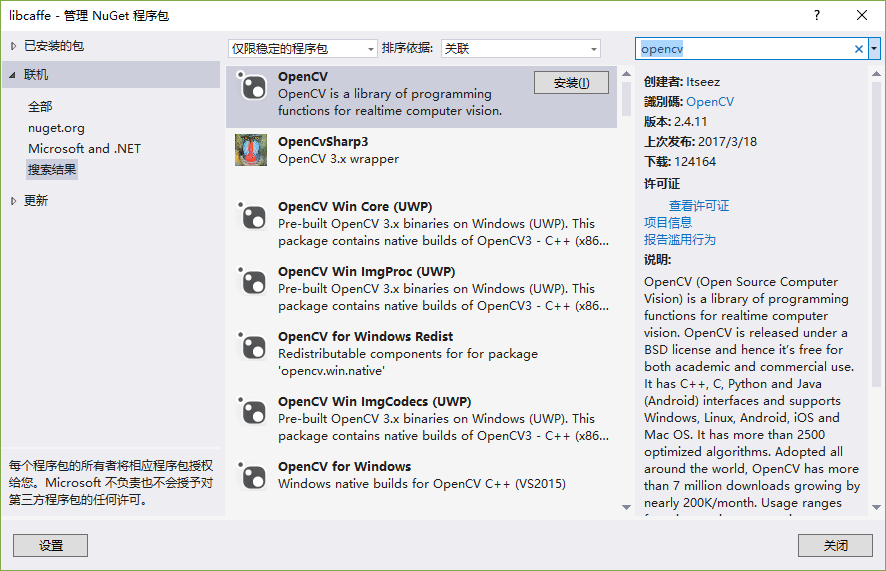 libcaffe - 管理 NuGet 程序包
已安装的包
联机
全部
nuget.org
Microsoft and .NET
搜索结果
更新
每个程序包的所有者将相应程序包授权
给您。Microsoft 不负责也不会授予对
第三方程序包的任何许可。
设置
仅限稳定的程序包
排序依据:
关联
OpenCV
OpenCV is a library of programming
functions for realtime computer vision.
安装(I)
OpenCvSharp3
OpenCV 3.x wrapper
OpenCV Win Core (UWP)
Pre-built OpenCV 3.x binaries on Windows (UWP). This
package contains native builds of OpenCV3 - C++ (x86...
OpenCV Win ImgProc (UWP)
Pre-built OpenCV 3.x binaries on Windows (UWP). This
package contains native builds of OpenCV3 - C++ (x86...
OpenCV for Windows Redist
Redistributable components for for package
'opencv.win.native'
OpenCV Win ImgCodecs (UWP)
Pre-built OpenCV 3.x binaries on Windows (UWP). This
package contains native builds of OpenCV3 - C++ (x86...
OpenCV for Windows
Windows native builds for OpenCV C++ (VS2015)
opencv
创建者: Itseez
識別碼: OpenCV
版本: 2.4.11
上次发布: 2017/3/18
下载: 124164
许可证
查看许可证
项目信息
报告滥用行为
说明:
OpenCV (Open Source Computer
Vision) is a library of programming
functions for realtime computer
vision. OpenCV is released under a
BSD license and hence it's free for
both academic and commercial use.
It has C++, C, Python and Java
(Android) interfaces and supports
Windows, Linux, Android, iOS and
Mac OS. It has more than 2500
optimized algorithms. Adopted all
around the world, OpenCV has more
than 7 million downloads growing by
nearly 200K/month. Usage ranges
关闭